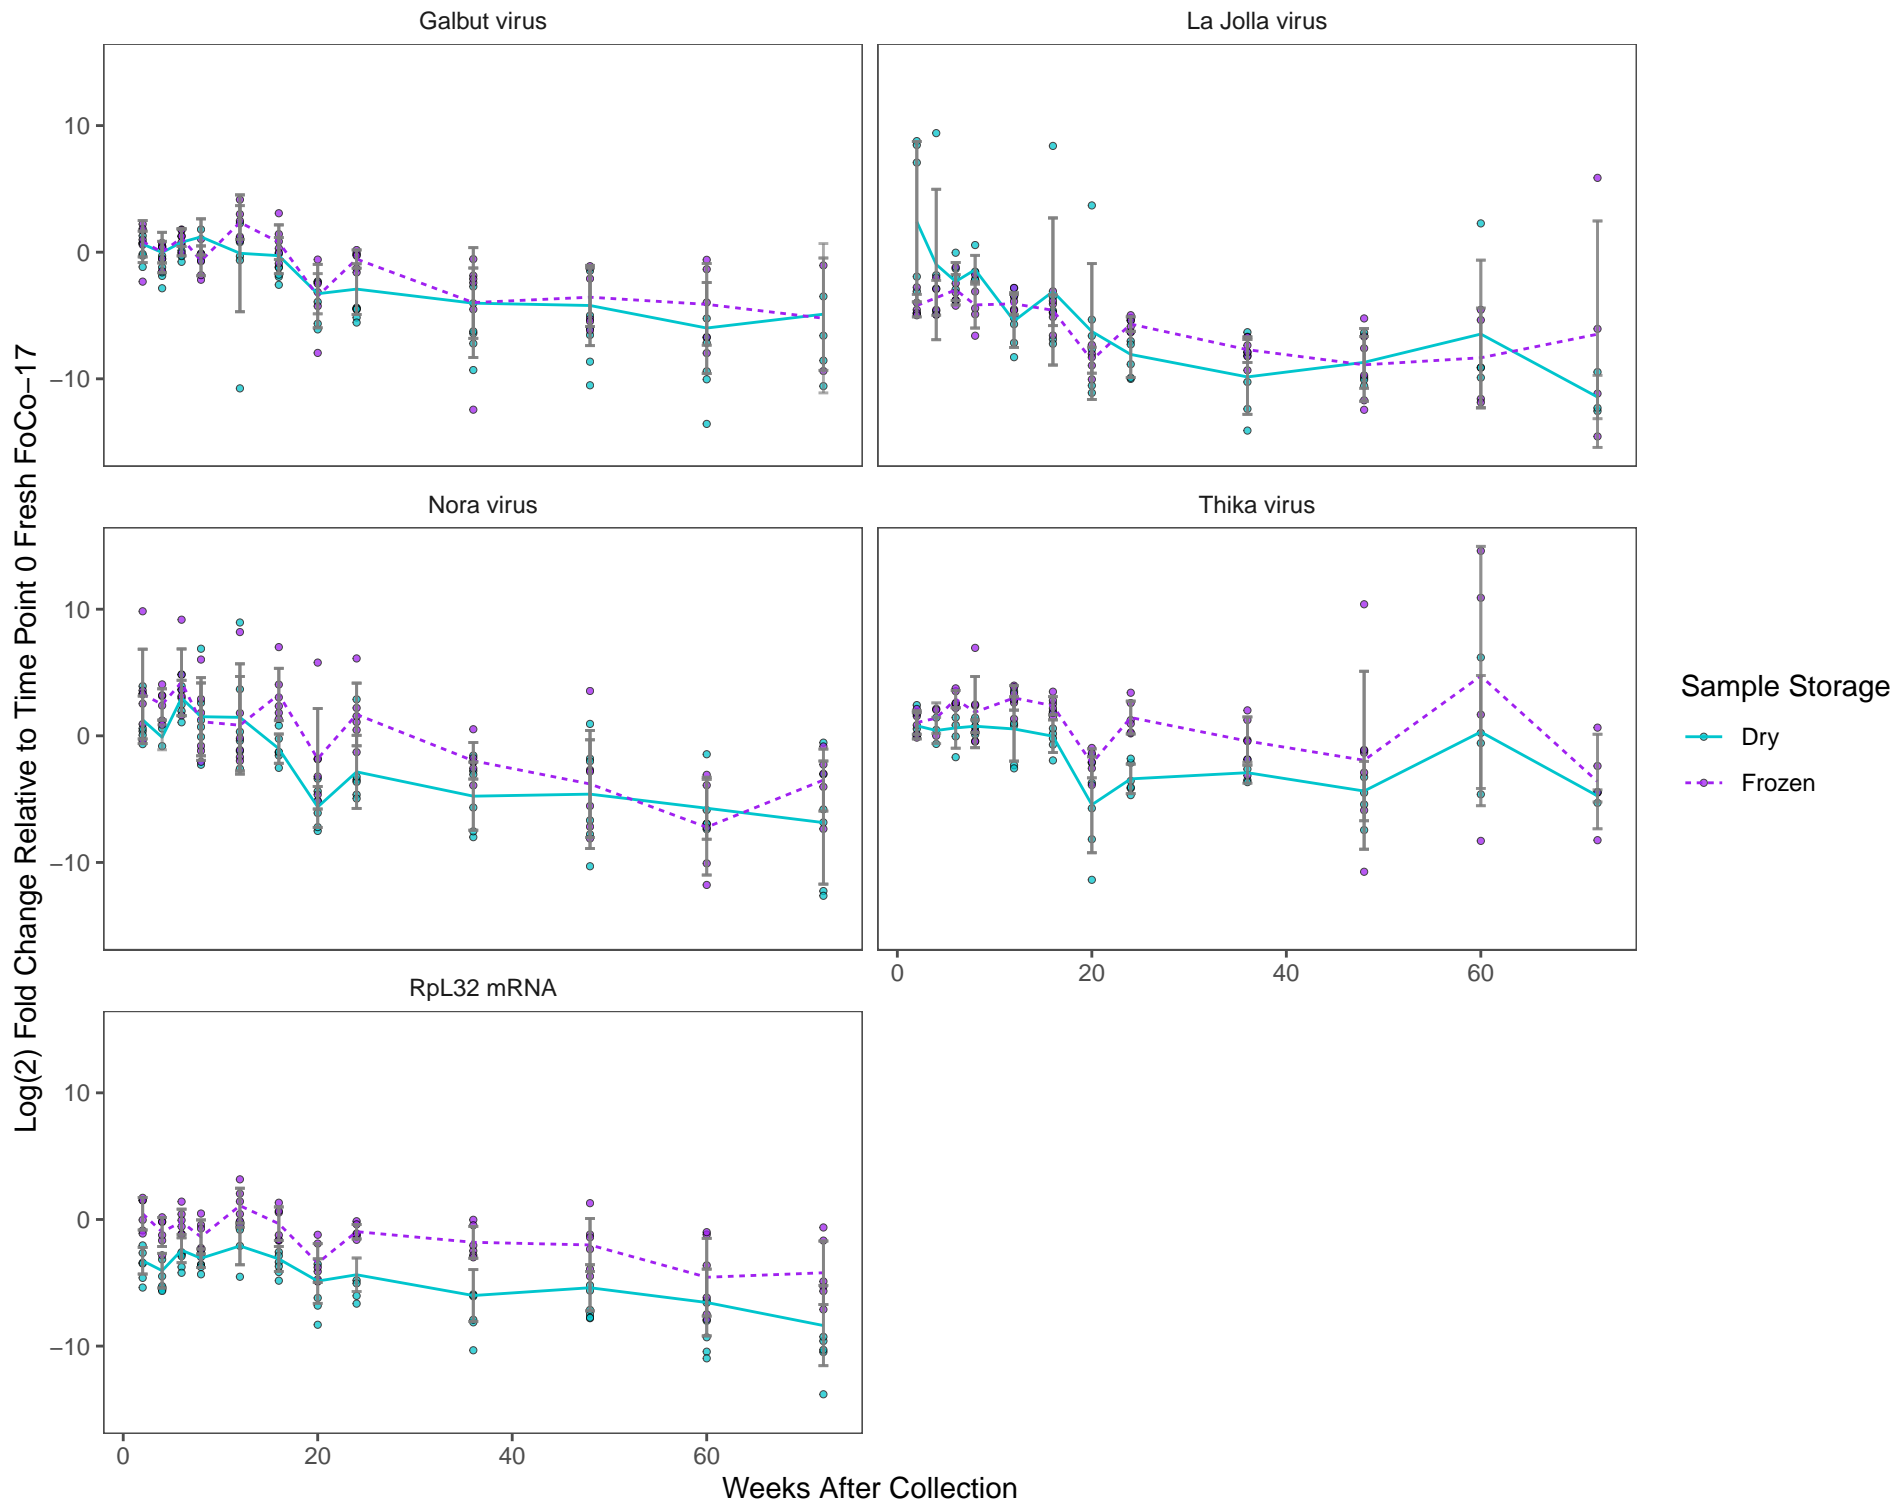 Galbut virus
La Jolla virus
10
0
−10
Nora virus
Thika virus
10
0
−10
0 20 40 60
RpL32 mRNA
10
0
−10
0 20 40 60
Weeks After Collection
Log(2) Fold Change Relative to Time Point 0 Fresh FoCo−17
Sample Storage
Dry
Frozen